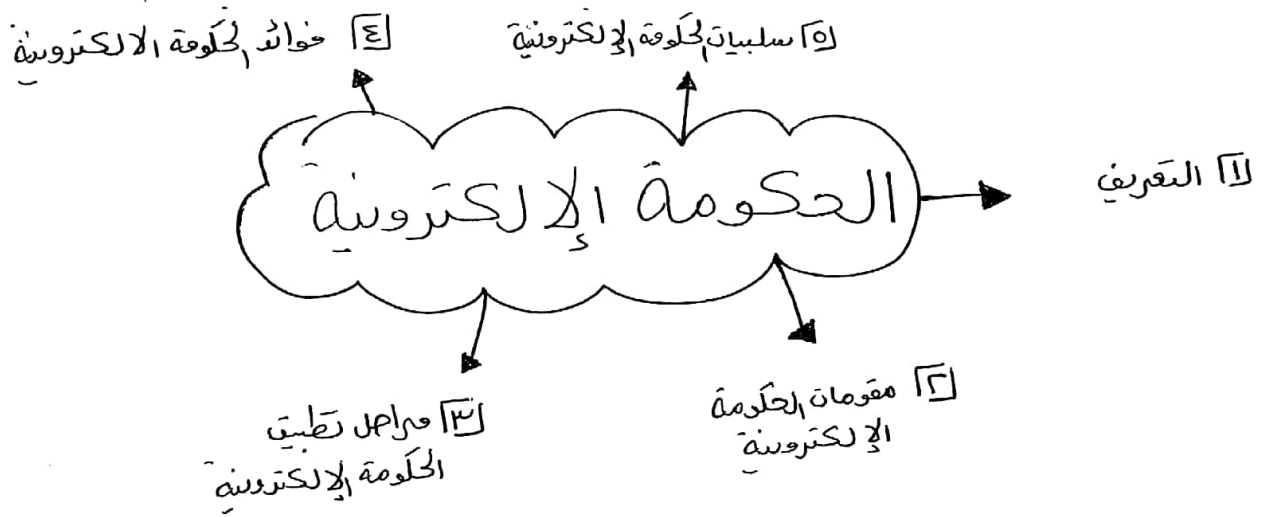 الحكومة الإلكترونية
١ التعريف
٢ مقومات الحكومة
الإلكترونية
٣ مراحل تطبيق
الحكومة الإلكترونية
٤ فوائد الحكومة الالكترونية
٥ سلبيات الحكومة الإلكترونية